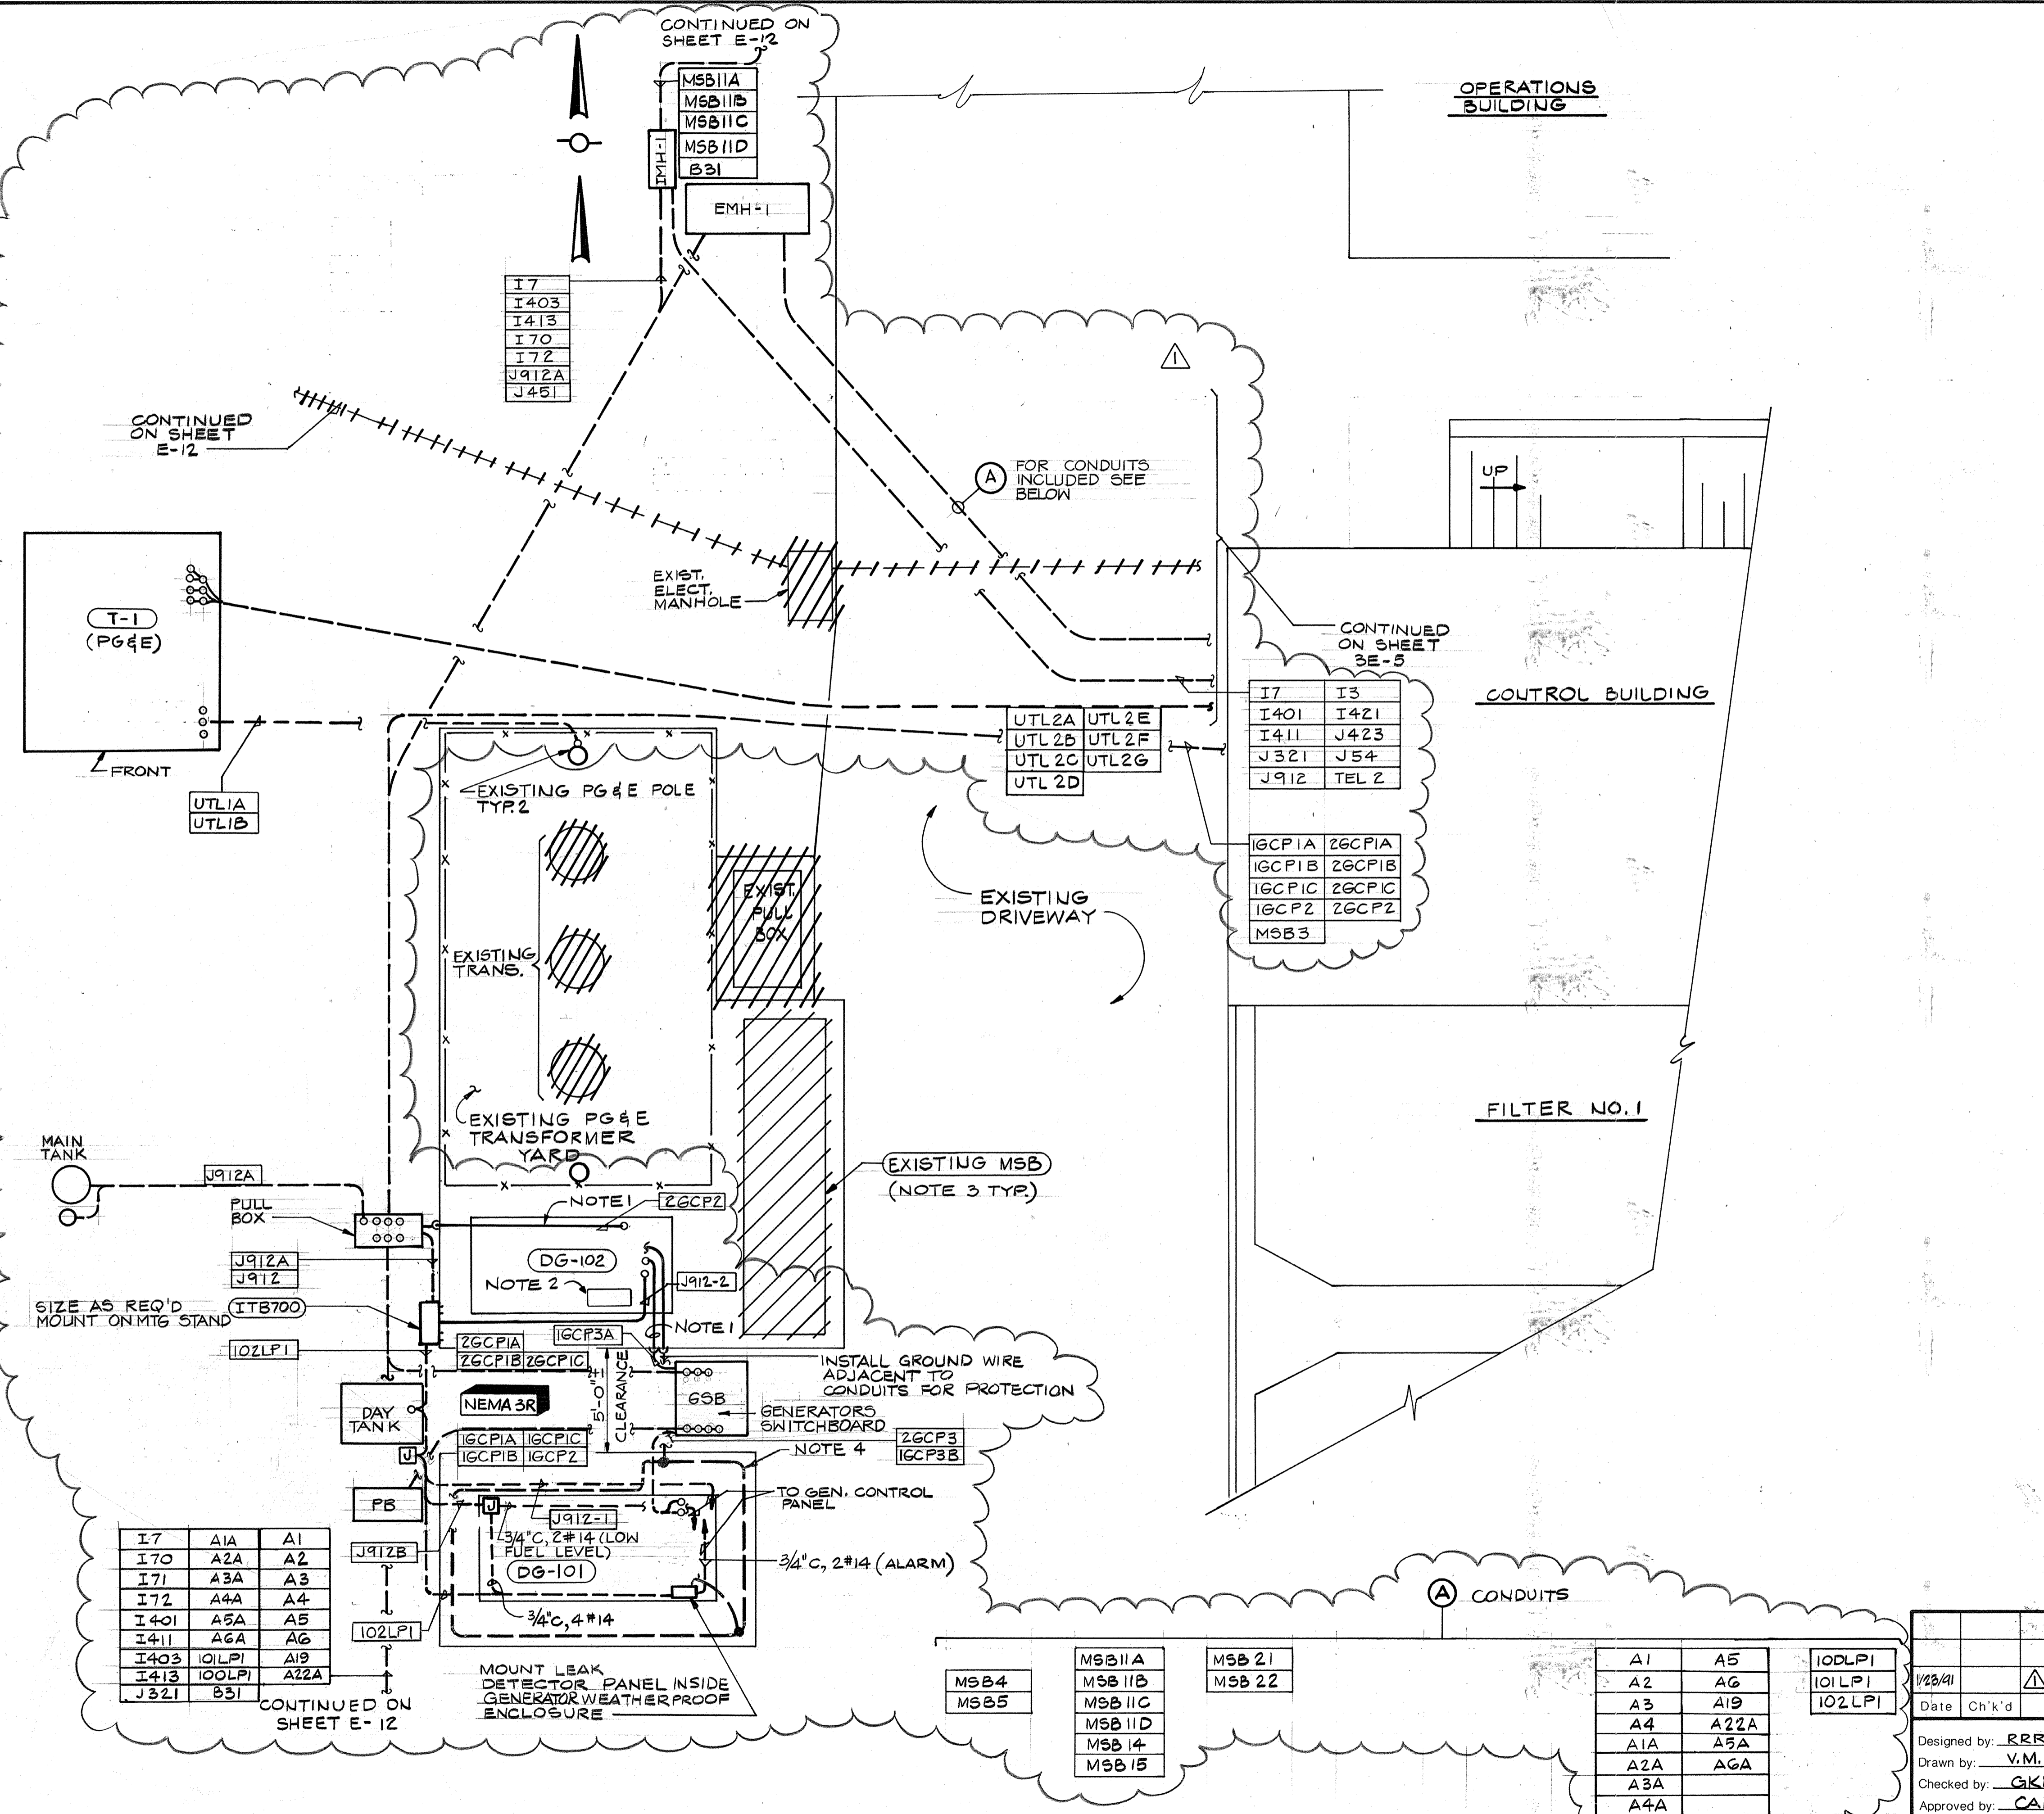 CONTINUED ON
SHEET E-12
MSB11A
MSB11B
MSB11C
MSB11D
B31
IMH-1
EMH-1
OPERATIONS
BUILDING
I7
I403
I413
I70
I72
J912A
J451
1
CONTINUED
ON SHEET
E-12
A
FOR CONDUITS
INCLUDED SEE
BELOW
UP
EXIST.
ELECT.
MANHOLE
T-1
(PG&E)
FRONT
UTL1A
UTL1B
CONTINUED
ON SHEET
3E-5
CONTROL BUILDING
I7 I3
I401 I421
I411 J423
J321 J54
J912 TEL 2
UTL2A UTL2E
UTL2B UTL2F
UTL2C UTL2G
UTL2D
EXISTING PG&E POLE
TYP. 2
1GCP1A 2GCP1A
1GCP1B 2GCP1B
1GCP1C 2GCP1C
1GCP2 2GCP2
MSB3
EXIST.
PULL
BOX
EXISTING
DRIVEWAY
EXISTING
TRANS.
EXISTING PG&E
TRANSFORMER
YARD
FILTER NO. 1
EXISTING MSB
(NOTE 3 TYP.)
MAIN
TANK
J912A
PULL
BOX
NOTE 1
2GCP2
J912A
J912
DG-102
NOTE 2
J912-2
SIZE AS REQ'D
MOUNT ON MTG STAND
ITB700
102LP1
2GCP1A
2GCP1B 2GCP1C
1GCP3A
NOTE 1
5'-0"±
CLEARANCE
INSTALL GROUND WIRE
ADJACENT TO
CONDUITS FOR PROTECTION
DAY
TANK
NEMA 3R
GSB
GENERATORS
SWITCHBOARD
1GCP1A 1GCP1C
1GCP1B 1GCP2
2GCP3
1GCP3B
NOTE 4
J
PB
J
J912-1
TO GEN. CONTROL
PANEL
3/4"C, 2#14 (LOW
FUEL LEVEL)
DG-101
3/4"C, 2#14 (ALARM)
J912B
3/4"C, 4#14
102LP1
I7 A1A A1
I70 A2A A2
I71 A3A A3
I72 A4A A4
I401 A5A A5
I411 A6A A6
I403 101LP1 A19
I413 100LP1 A22A
J321 B31
CONTINUED ON
SHEET E-12
MOUNT LEAK
DETECTOR PANEL INSIDE
GENERATOR WEATHERPROOF
ENCLOSURE
A CONDUITS
MSB4
MSB5
MSB11A
MSB11B
MSB11C
MSB11D
MSB14
MSB15
MSB21
MSB22
A1 A5
A2 A6
A3 A19
A4 A22A
A1A A5A
A2A A6A
A3A
A4A
100LP1
101LP1
102LP1
1/23/91 1
Date Ch'k'd
Designed by: RRR
Drawn by: V.M.
Checked by:
Approved by: